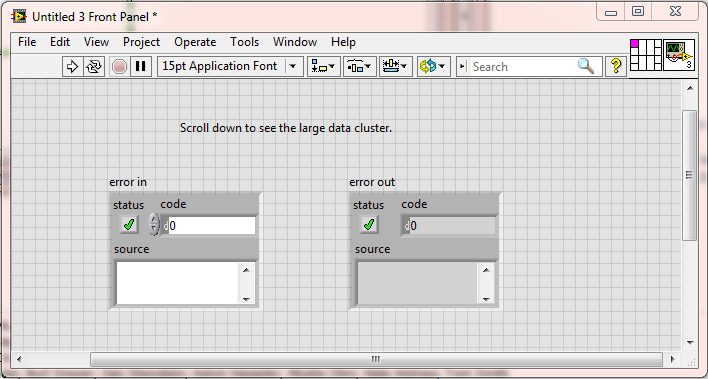 Untitled 3 Front Panel *
File Edit View Project Operate Tools Window Help
15pt Application Font Search ? 3
Scroll down to see the large data cluster.
error in error out
status code status code
d 0 d 0
source source